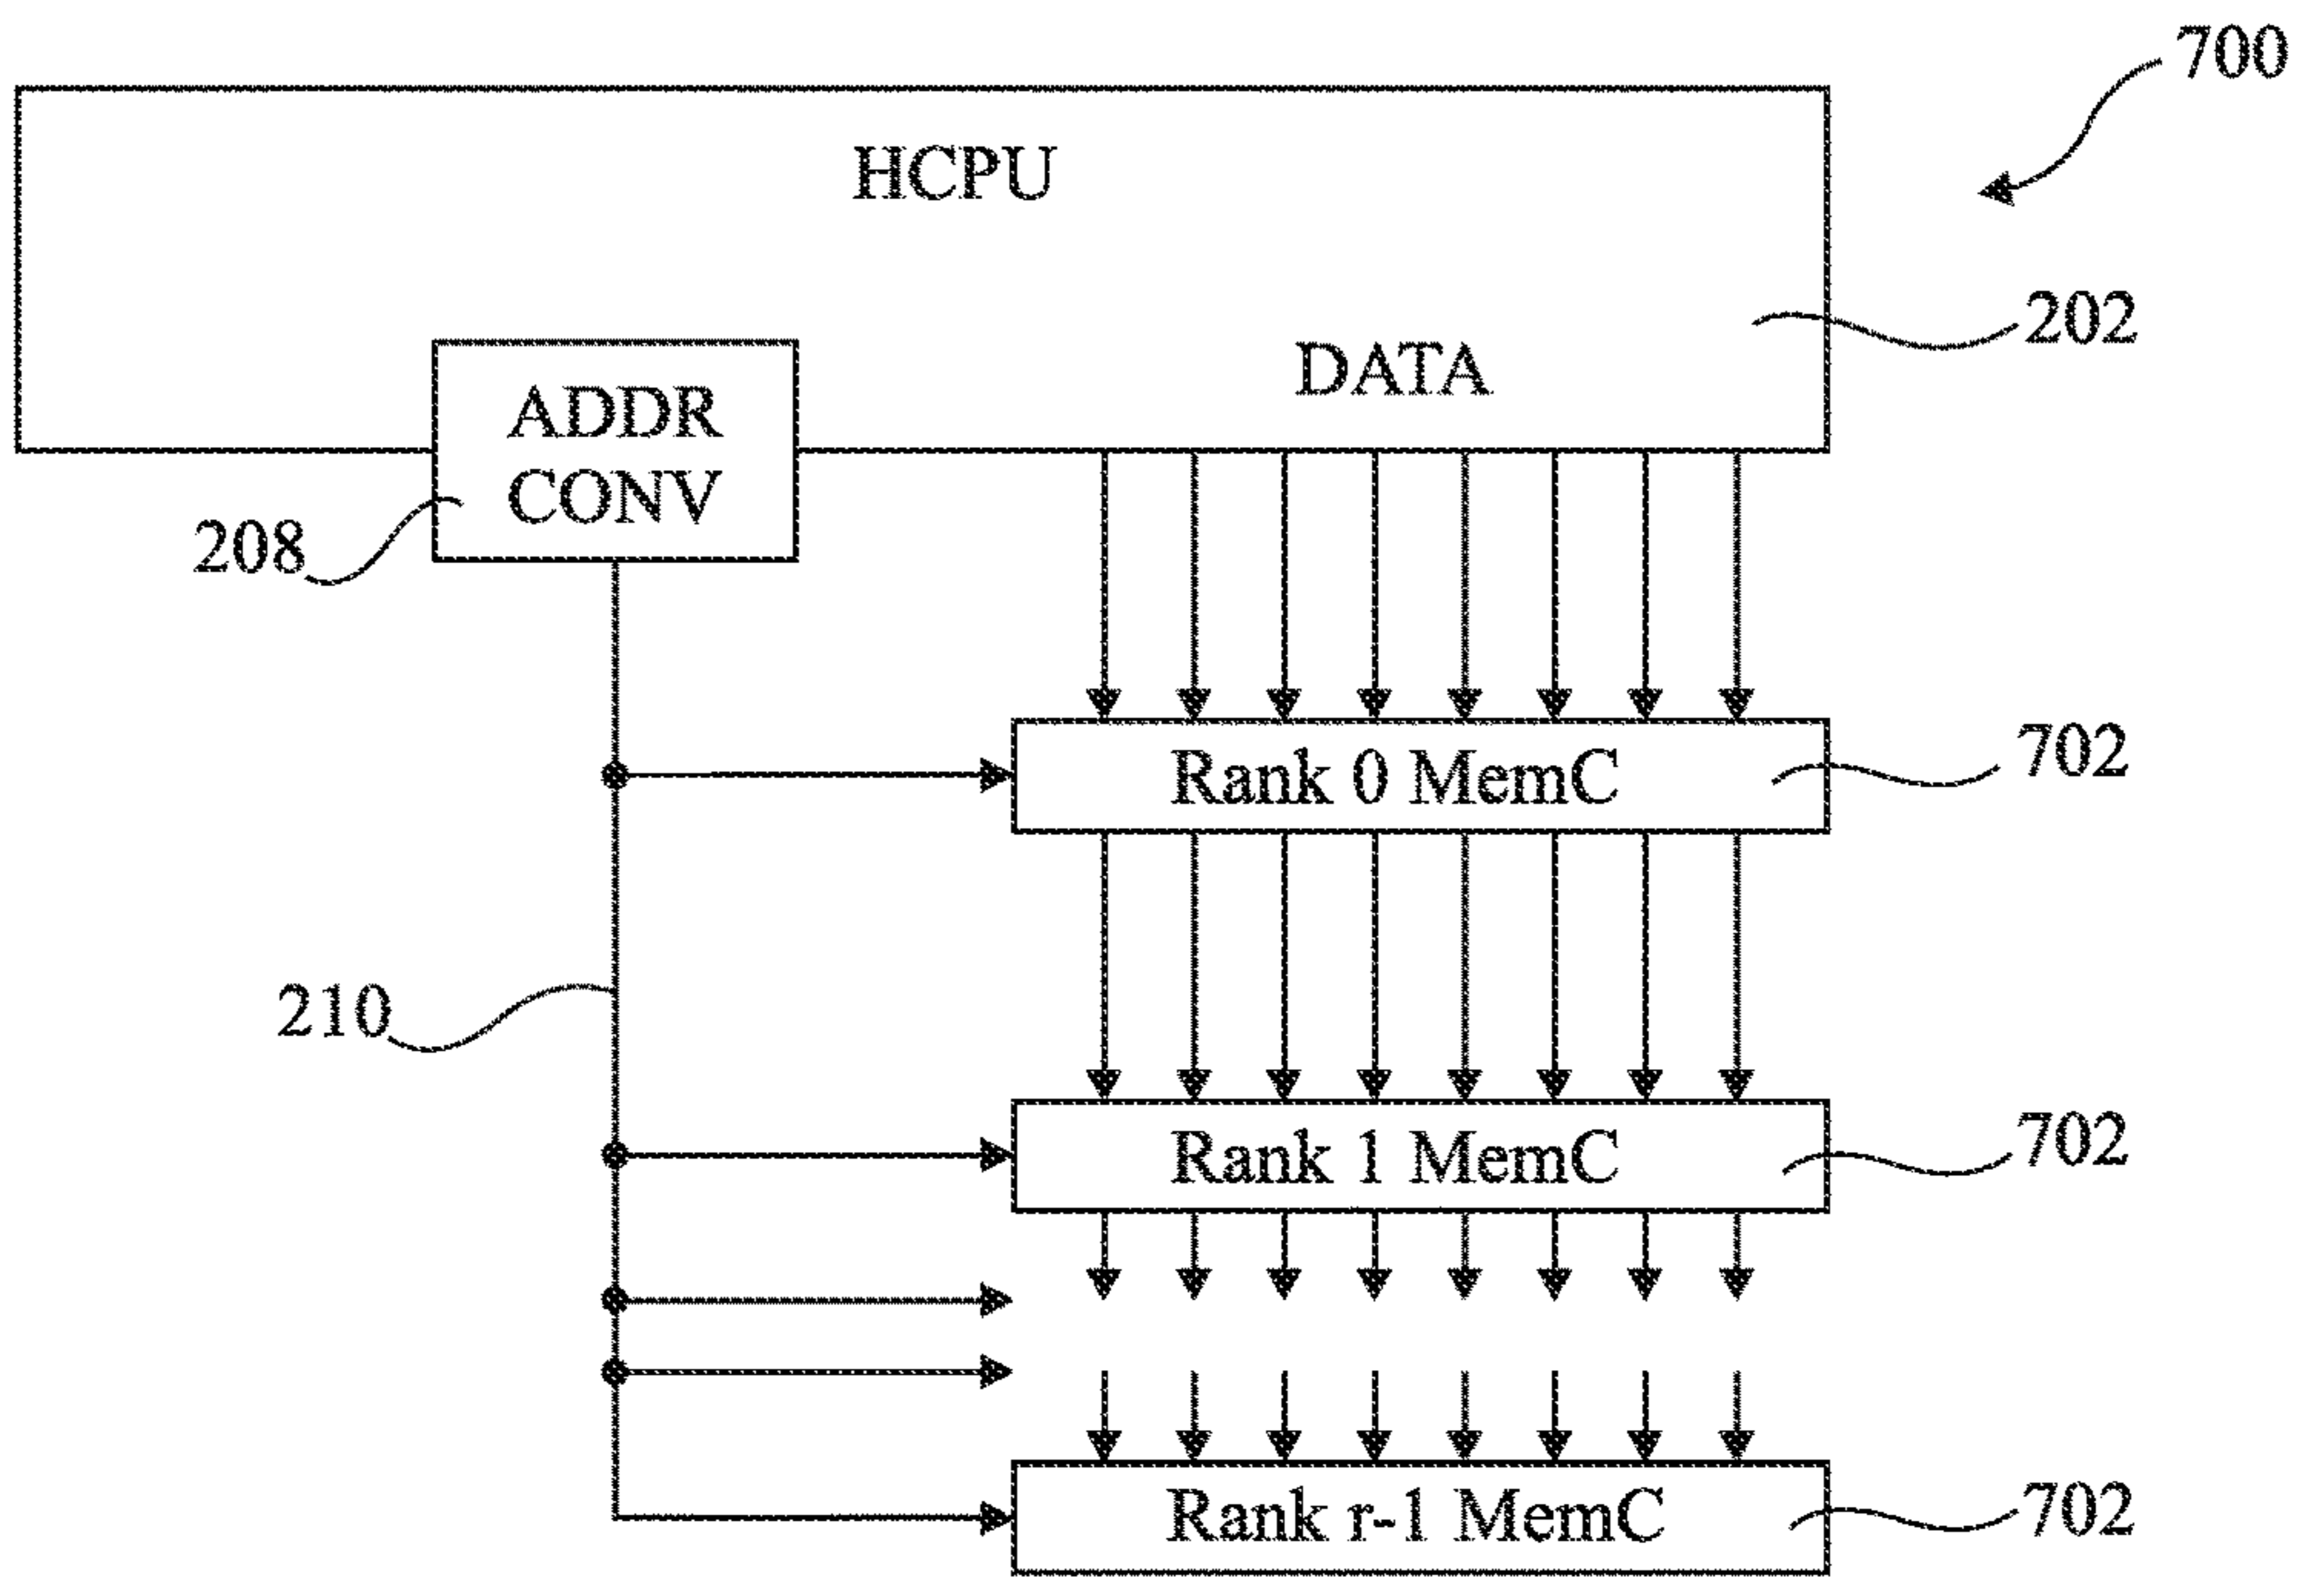 700
HCPU
202
DATA
ADDR
CONV
208
Rank 0 MemC
702
210
Rank 1 MemC
702
Rank r-1 MemC
702